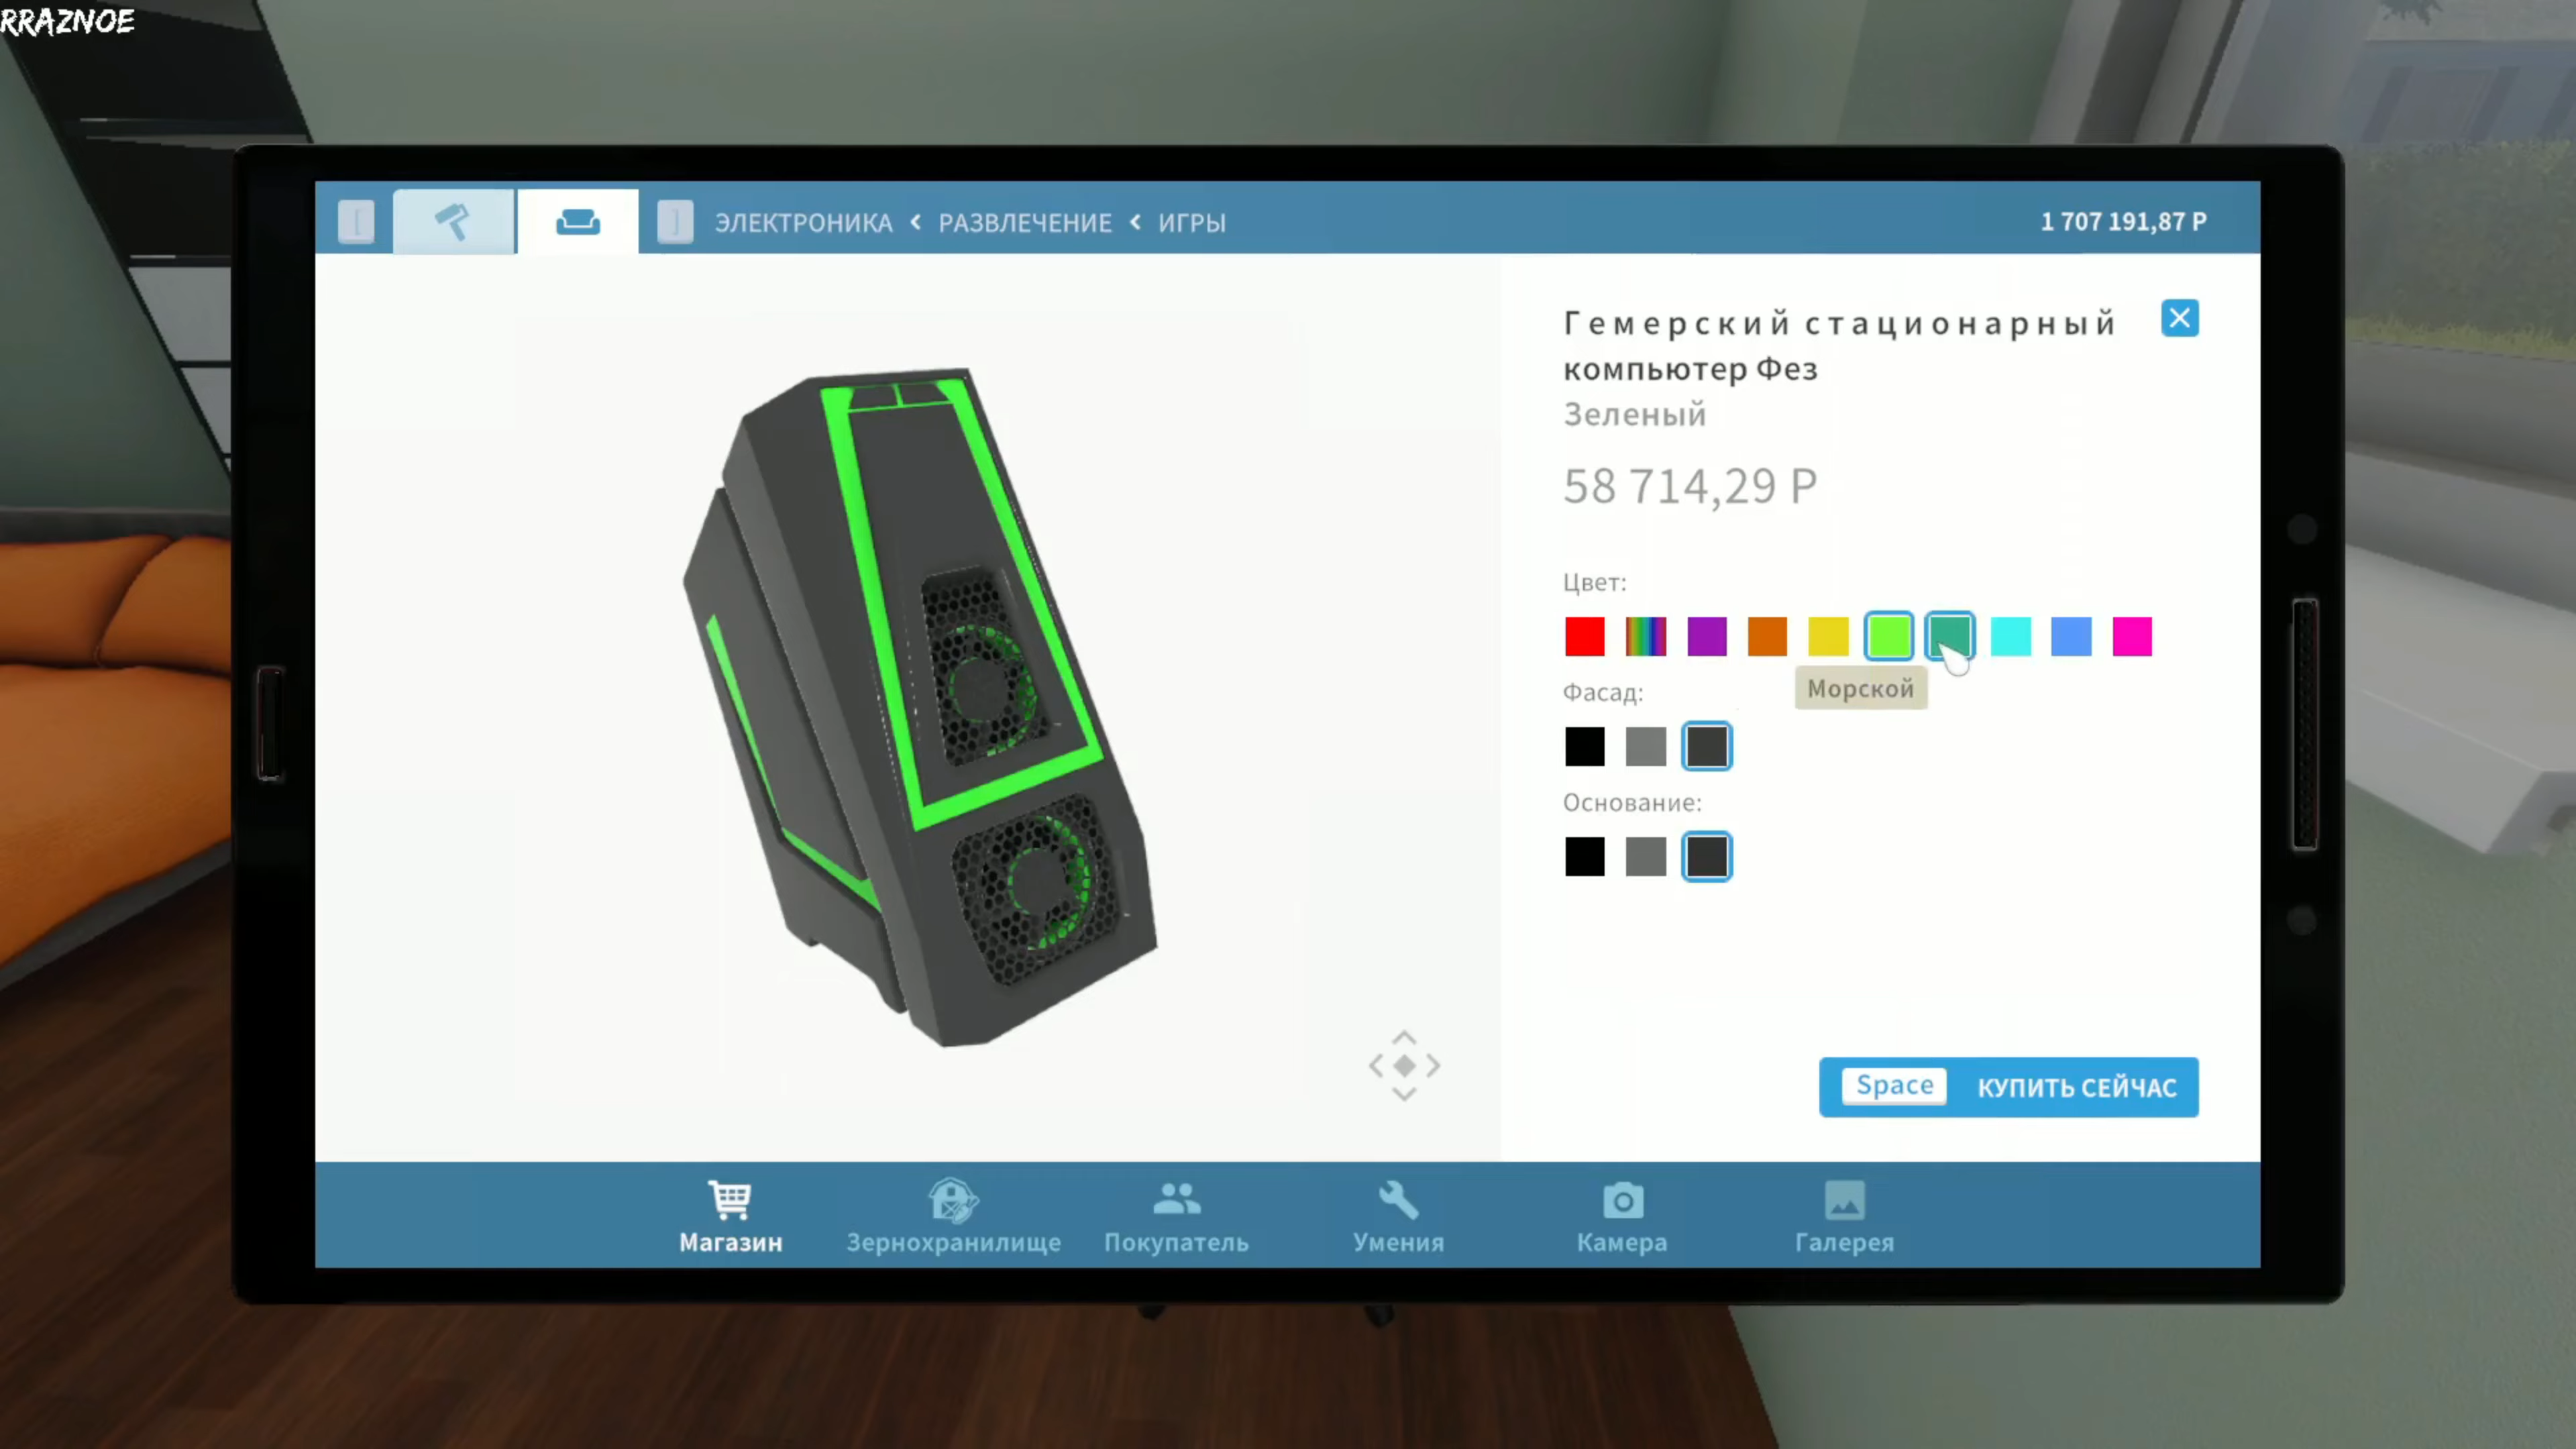 RRAZNOE
[
]
ЭЛЕКТРОНИКА < РАЗВЛЕЧЕНИЕ < ИГРЫ
1 707 191,87 Р
Гемерский стационарный
компьютер Фез
Зеленый
58 714,29 Р
Цвет:
Морской
Фасад:
Основание:
Space КУПИТЬ СЕЙЧАС
Магазин
Зернохранилище
Покупатель
Умения
Камера
Галерея